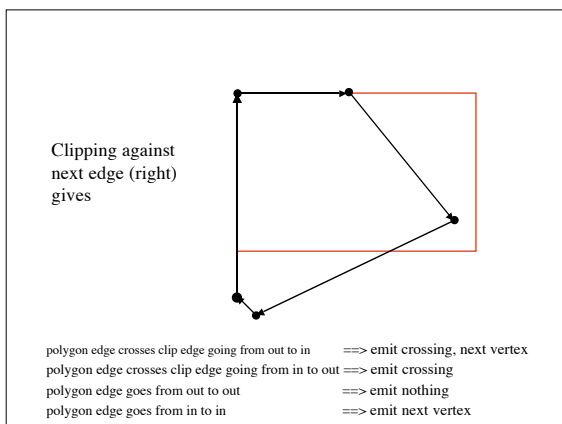 Clipping against
next edge (right)
gives
polygon edge crosses clip edge going from out to in ==> emit crossing, next vertex
polygon edge crosses clip edge going from in to out ==> emit crossing
polygon edge goes from out to out ==> emit nothing
polygon edge goes from in to in ==> emit next vertex